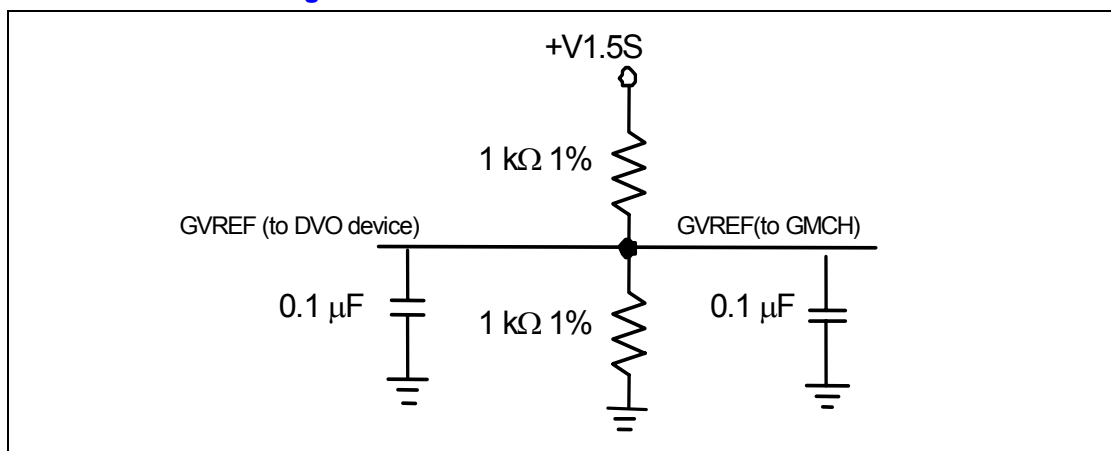 +V1.5S
1 kΩ 1%
GVREF (to DVO device)
GVREF(to GMCH)
0.1 μF
1 kΩ 1%
0.1 μF